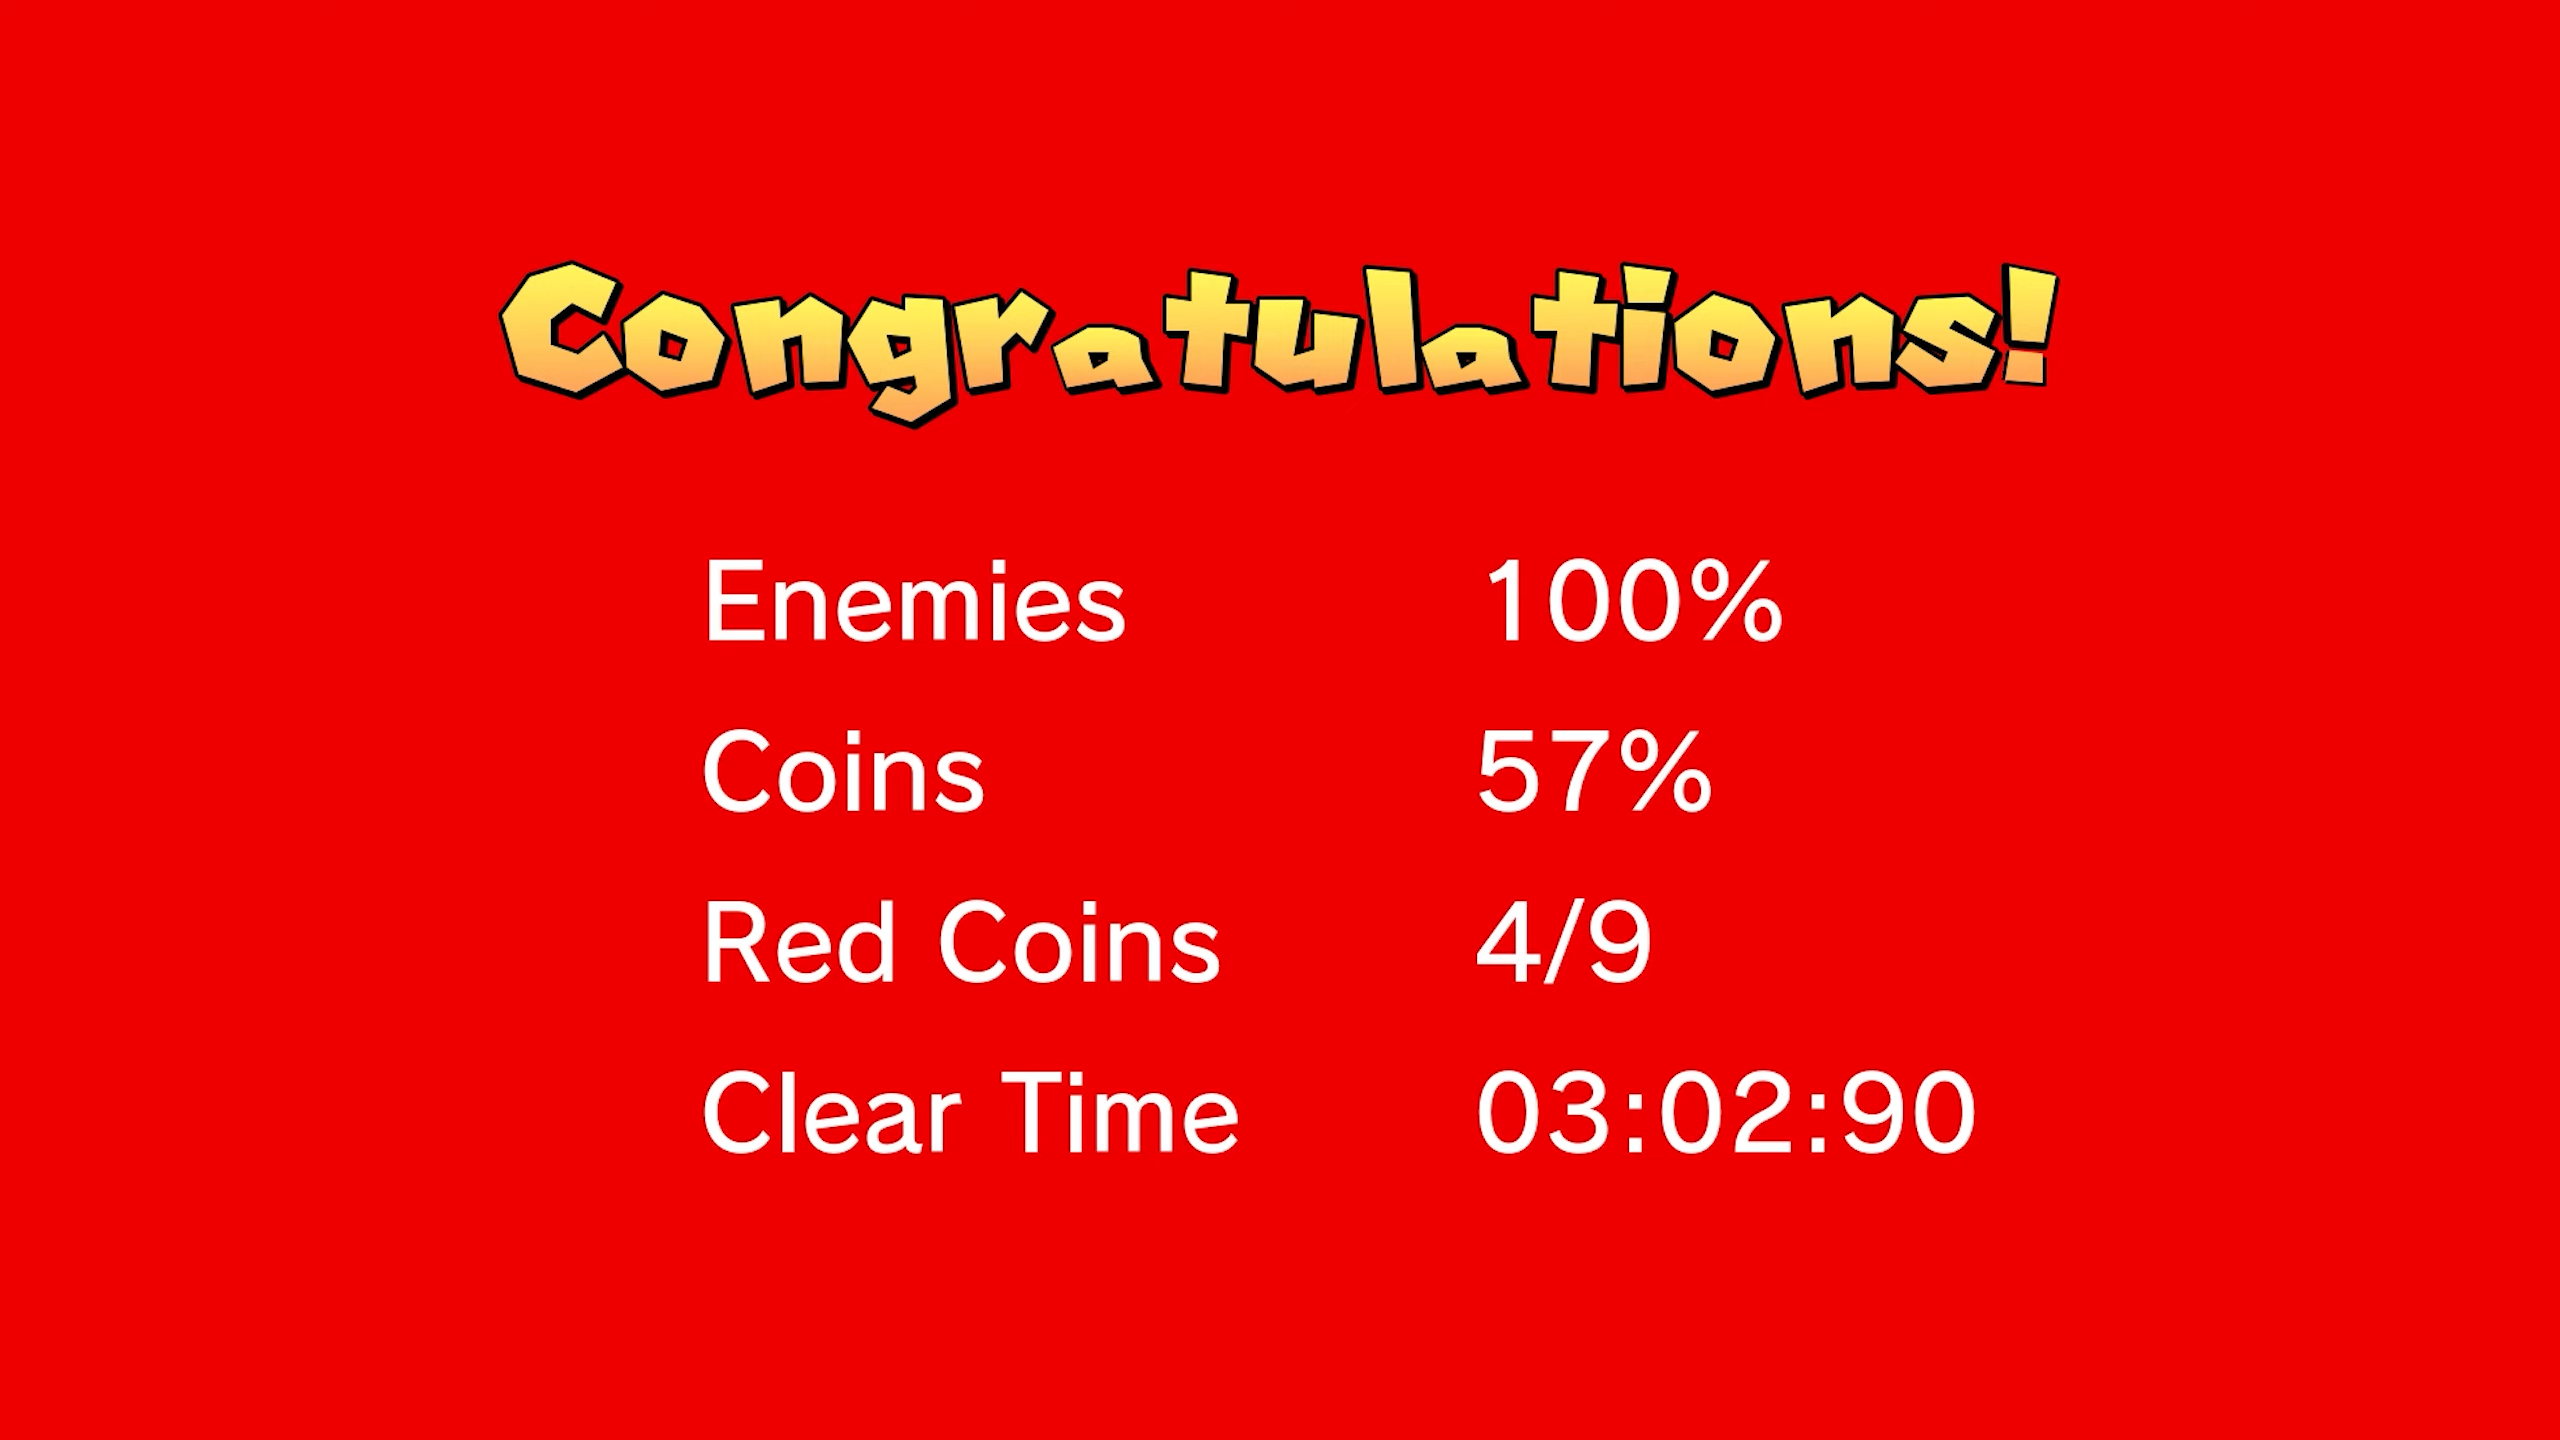 Congratulations!
Enemies 100%
Coins 57%
Red Coins 4/9
Clear Time 03:02:90